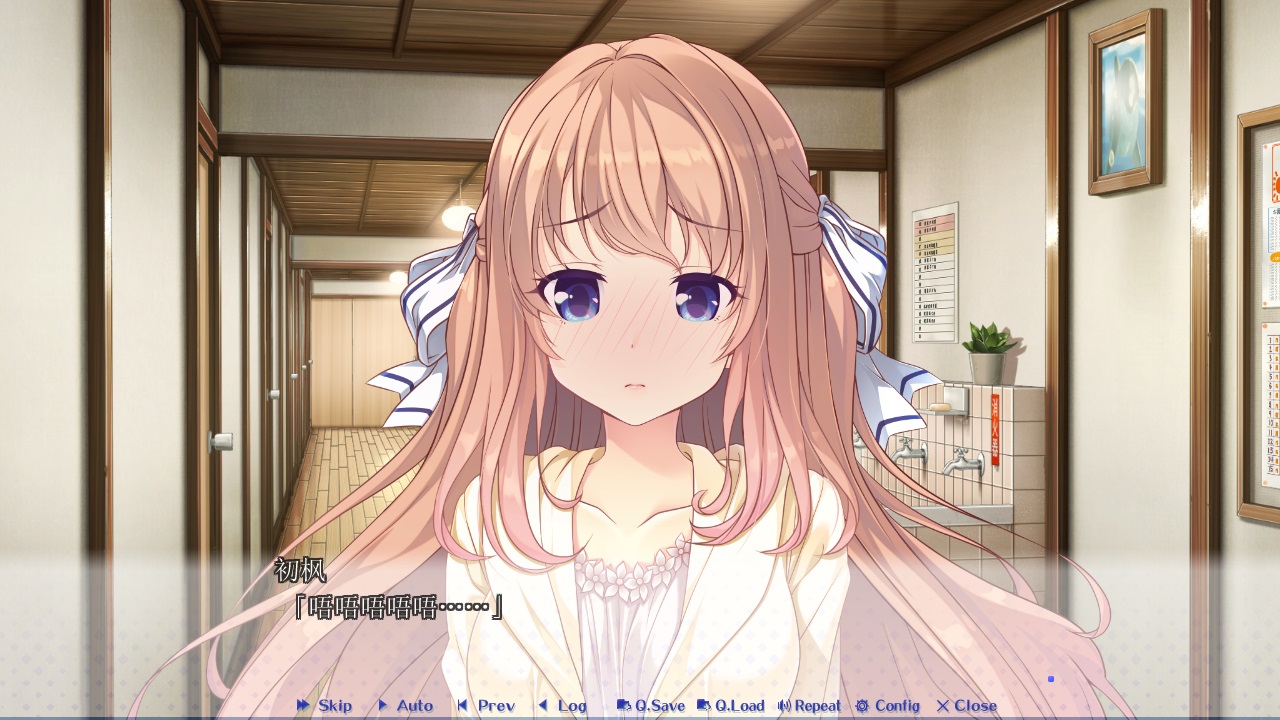 初枫
「唔唔唔唔唔……」
Skip
Auto
Prev
Log
Q.Save
Q.Load
Repeat
Config
Close